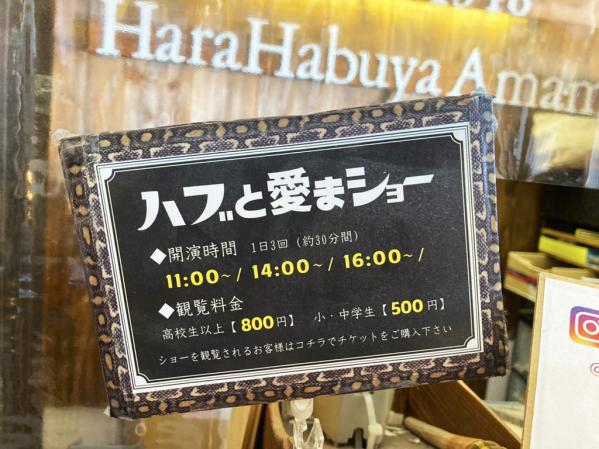 HaraHabuya Amam
ハブと愛まショー
◆開演時間 1日3回（約30分間）
11:00~/ 14:00~/ 16:00~/
◆観覧料金
高校生以上【800円】 小・中学生【500円】
ショーを観覧されるお客様はコチラでチケットをご購入下さい